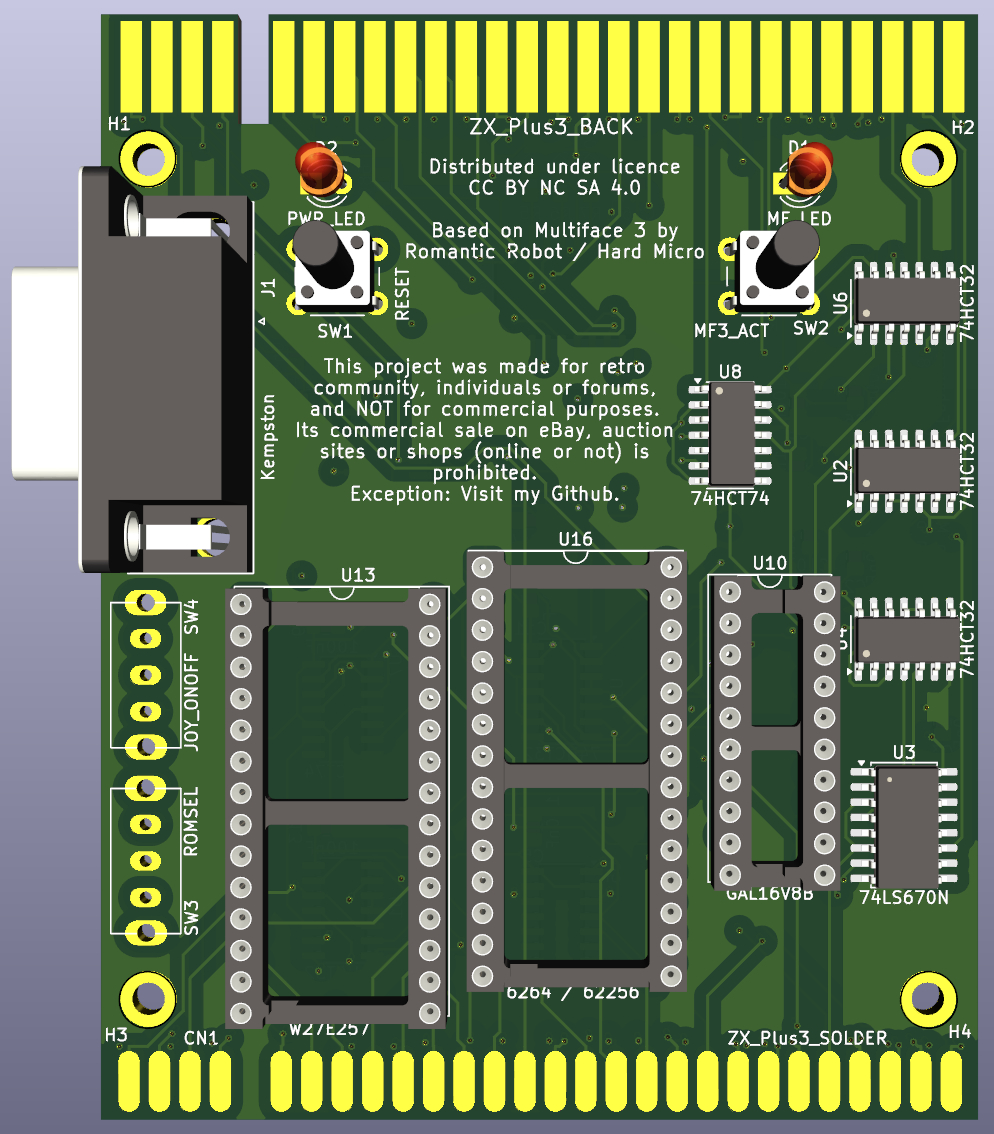 H1
ZX_Plus3_BACK
H2
D2
Distributed under licence
CC BY NC SA 4.0
D1
PWR_LED
MF_LED
Based on Multiface 3 by
Romantic Robot / Hard Micro
J1
RESET
SW1
MF3_ACT
SW2
U6
74HCT32
This project was made for retro
community, individuals or forums,
and NOT for commercial purposes.
Its commercial sale on eBay, auction
sites or shops (online or not) is
prohibited.
Exception: Visit my Github.
Kempston
U8
74HCT74
U2
74HCT32
U16
U13
U10
SW4
JOY_ONOFF
U4
74HCT32
ROMSEL
SW3
U3
74LS670N
GAL16V8B
6264 / 62256
W27E257
H3
CN1
ZX_Plus3_SOLDER
H4